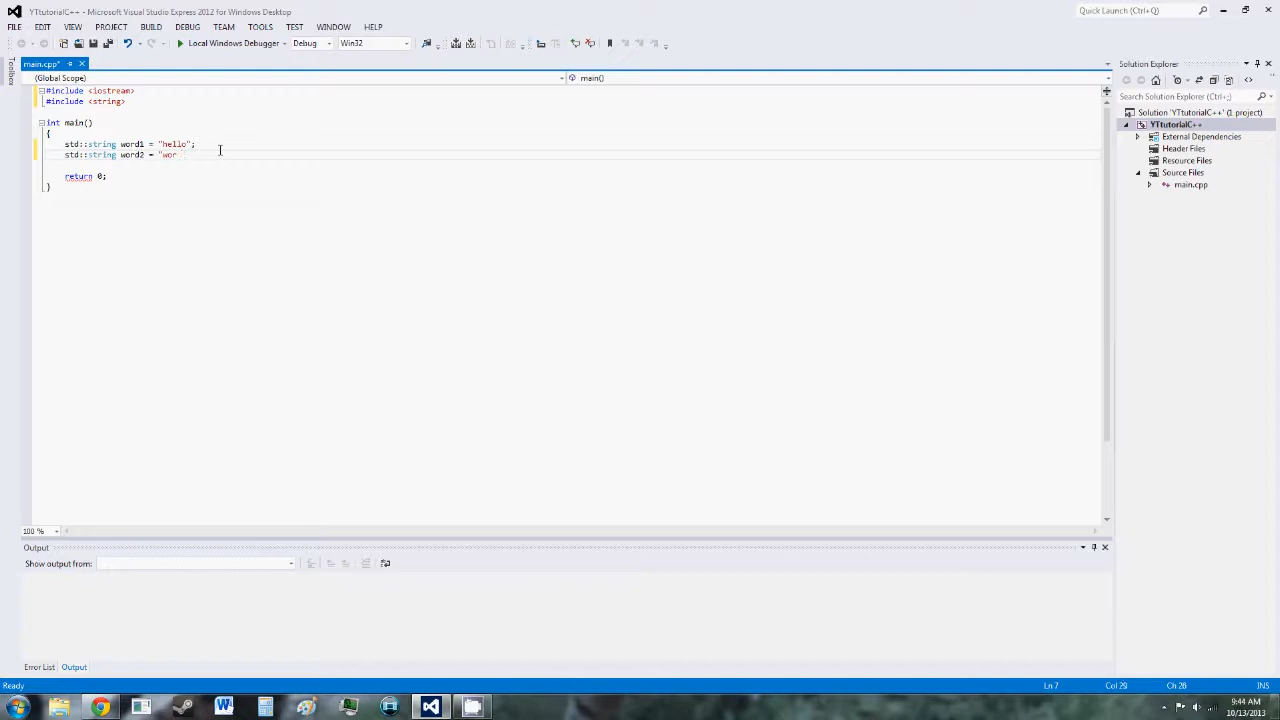 YTtutorialC++ - Microsoft Visual Studio Express 2012 for Windows Desktop
Quick Launch (Ctrl+Q)
FILE EDIT VIEW PROJECT BUILD DEBUG TEAM TOOLS TEST WINDOW HELP
Local Windows Debugger Debug Win32
Toolbox
main.cpp*
Solution Explorer
(Global Scope) main()
#include <iostream>
#include <string>
int main()
{
std::string word1 = "hello";
std::string word2 = "wor
return 0;
}
Search Solution Explorer (Ctrl+;)
Solution 'YTtutorialC++' (1 project)
YTtutorialC++
External Dependencies
Header Files
Resource Files
Source Files
main.cpp
100 %
Output
Show output from:
Error List Output
Ready Ln 7 Col 29 Ch 26 INS
9:44 AM
10/13/2013